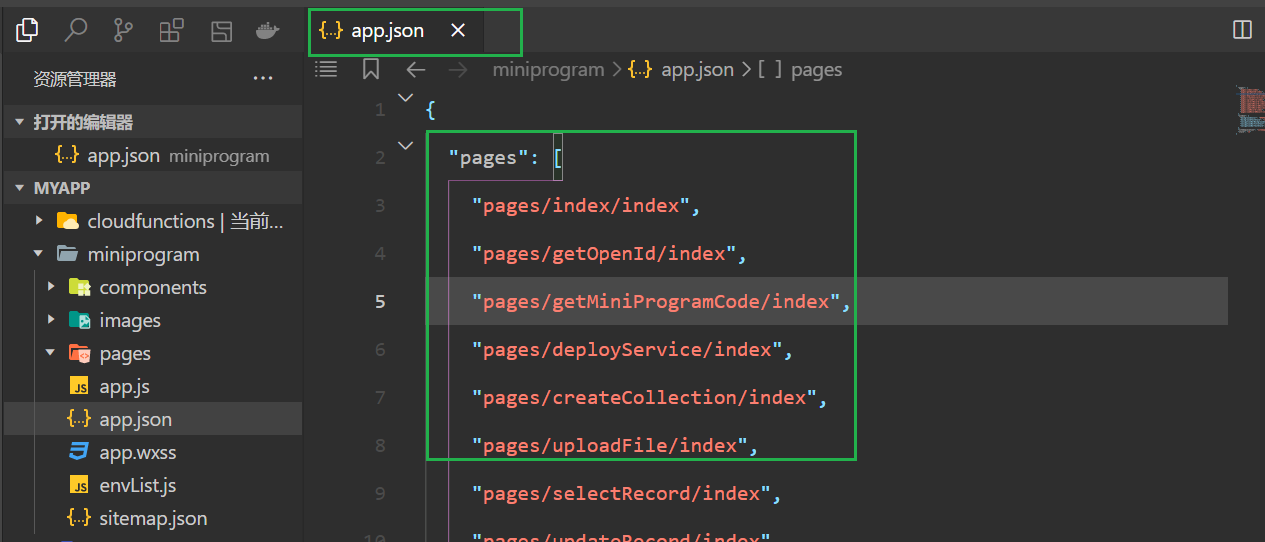 app.json
资源管理器
miniprogram > {..} app.json > [ ] pages
打开的编辑器
{..} app.json miniprogram
MYAPP
cloudfunctions | 当前...
miniprogram
components
images
pages
JS app.js
{..} app.json
app.wxss
JS envList.js
{..} sitemap.json
1 {
2 "pages": [
3 "pages/index/index",
4 "pages/getOpenId/index",
5 "pages/getMiniProgramCode/index",
6 "pages/deployService/index",
7 "pages/createCollection/index",
8 "pages/uploadFile/index",
9 "pages/selectRecord/index",
10 "pages/updateRecord/index"